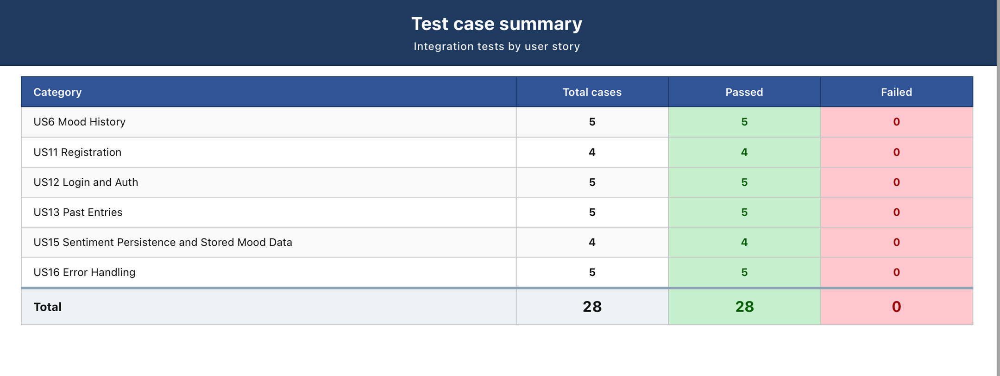 Test case summary
Integration tests by user story
Category Total cases Passed Failed
US6 Mood History 5 5 0
US11 Registration 4 4 0
US12 Login and Auth 5 5 0
US13 Past Entries 5 5 0
US15 Sentiment Persistence and Stored Mood Data 4 4 0
US16 Error Handling 5 5 0
Total 28 28 0